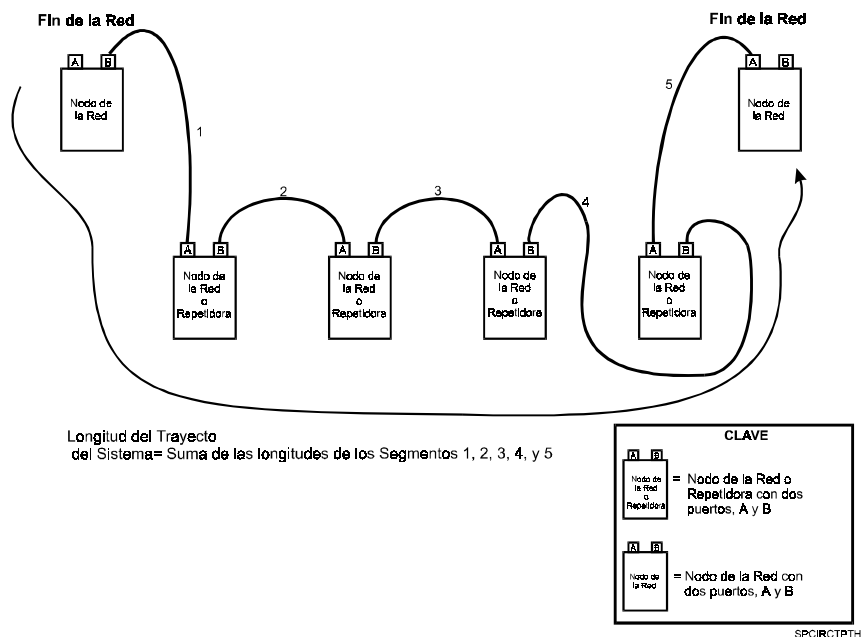 Fin de la Red
Fin de la Red
A B
Nodo de
la Red
1
A B
Nodo de
la Red
5
2
3
4
A B
Nodo de
la Red
o
Repetidora
A B
Nodo de
la Red
o
Repetidora
A B
Nodo de
la Red
o
Repetidora
A B
Nodo de
la Red
o
Repetidora
Longitud del Trayecto
del Sistema= Suma de las longitudes de los Segmentos 1, 2, 3, 4, y 5
CLAVE
A B
Nodo de
la Red
o
Repetidora
= Nodo de la Red o
Repetidora con dos
puertos, A y B
A B
Nodo de
la Red
= Nodo de la Red con
dos puertos, A y B
SPCIRCTPTH